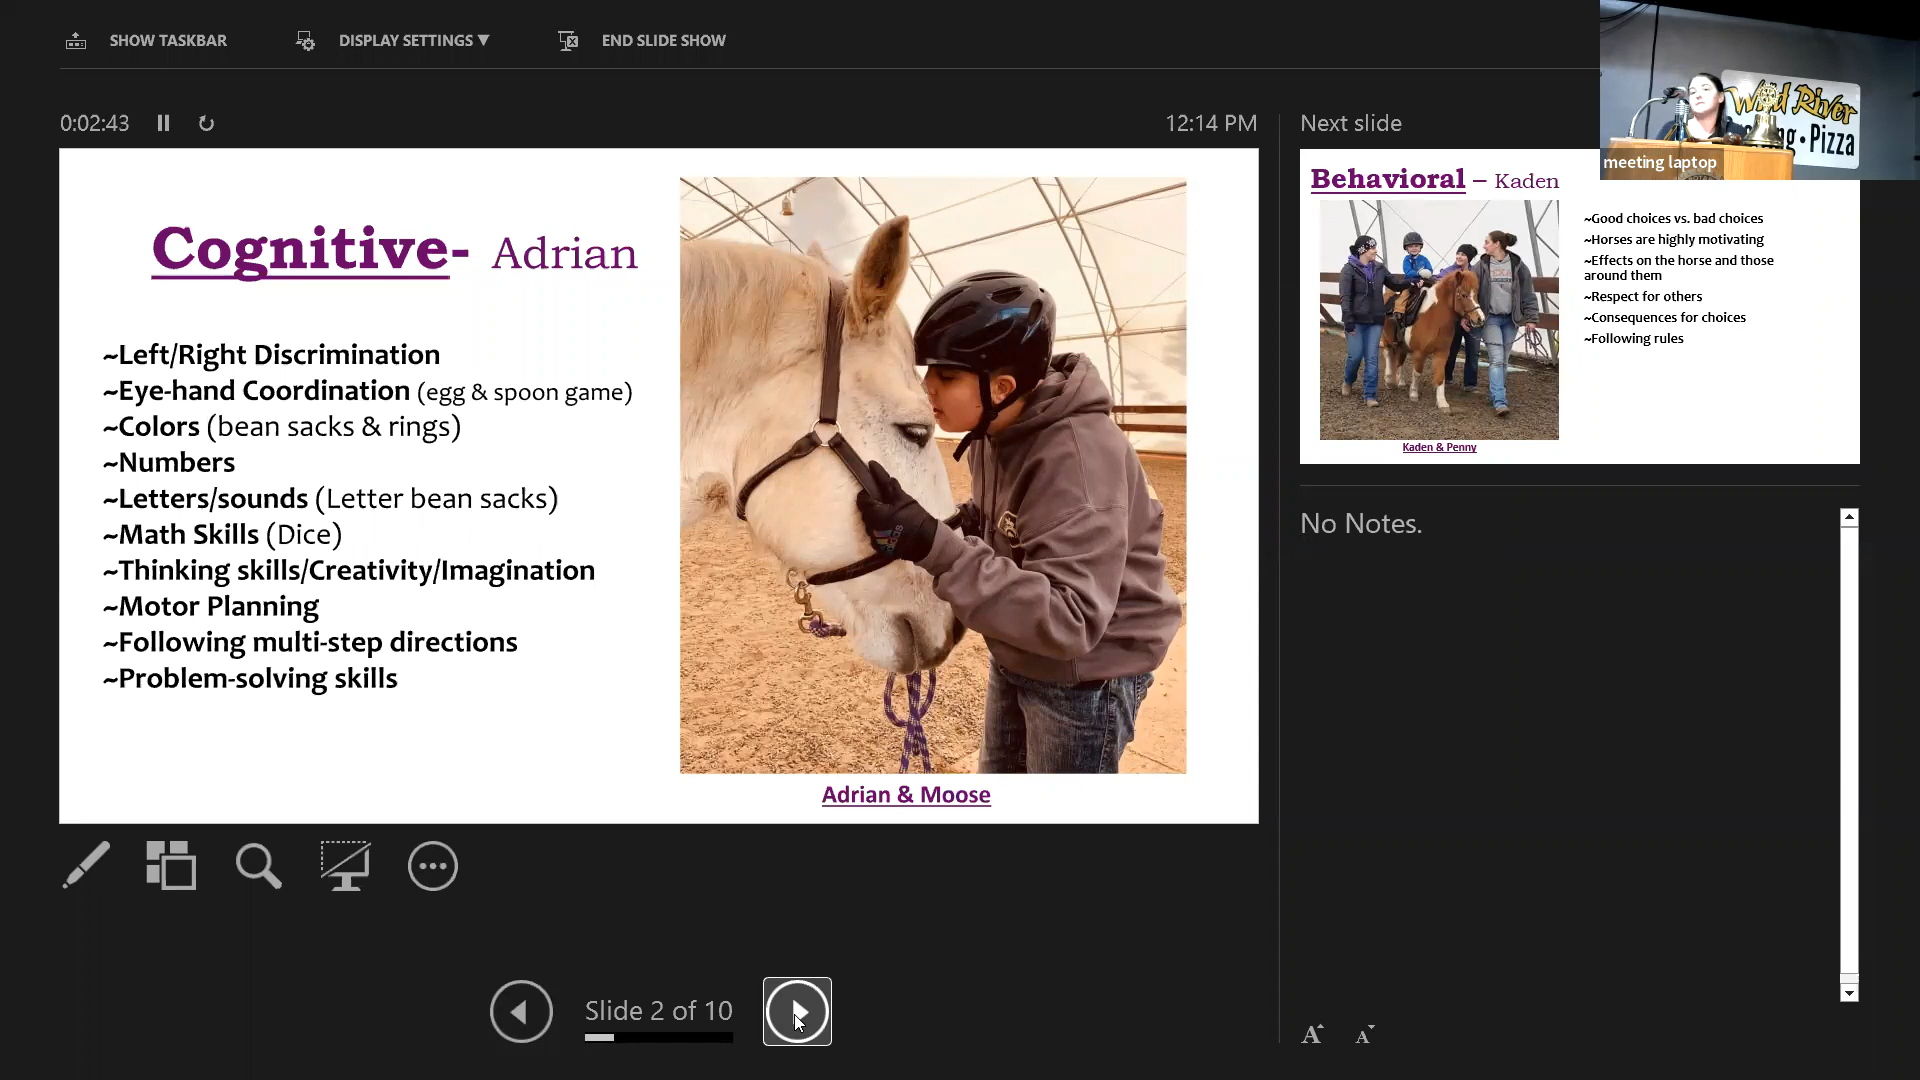 SHOW TASKBAR
DISPLAY SETTINGS ▼
END SLIDE SHOW
0:02:43
12:14 PM
Next slide
Wild River
• Pizza
meeting laptop
Cognitive- Adrian
~Left/Right Discrimination
~Eye-hand Coordination (egg & spoon game)
~Colors (bean sacks & rings)
~Numbers
~Letters/sounds (Letter bean sacks)
~Math Skills (Dice)
~Thinking skills/Creativity/Imagination
~Motor Planning
~Following multi-step directions
~Problem-solving skills
Adrian & Moose
Behavioral – Kaden
~Good choices vs. bad choices
~Horses are highly motivating
~Effects on the horse and those
around them
~Respect for others
~Consequences for choices
~Following rules
Kaden & Penny
No Notes.
Slide 2 of 10
A A